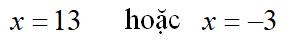 x = 13 hoặc x = −3